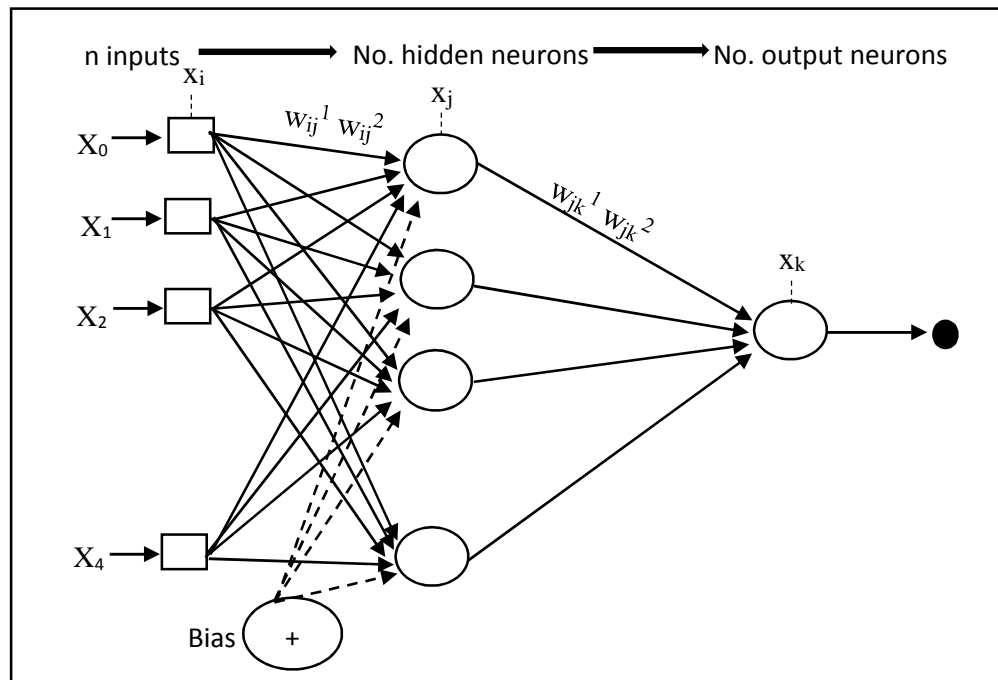 n inputs No. hidden neurons No. output neurons
xᵢ
xⱼ
wᵢⱼ¹ wᵢⱼ²
X₀
wⱼₖ¹ wⱼₖ²
X₁
xₖ
X₂
X₄
Bias +